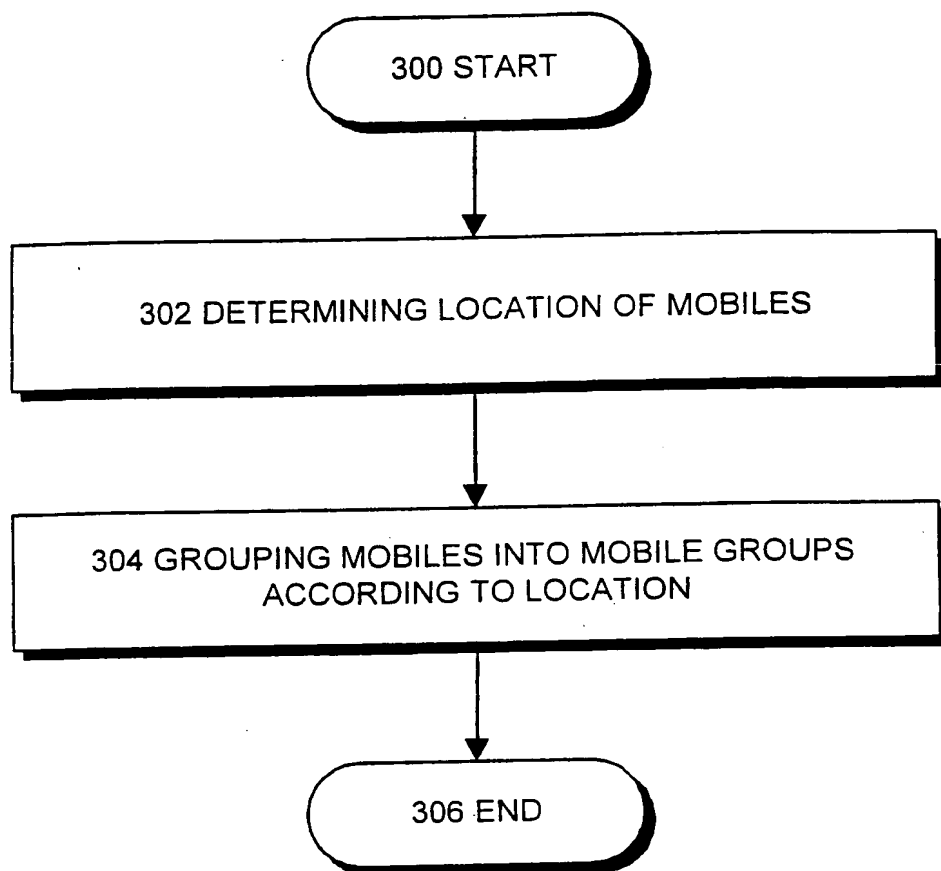 300 START
302 DETERMINING LOCATION OF MOBILES
304 GROUPING MOBILES INTO MOBILE GROUPS
ACCORDING TO LOCATION
306 END